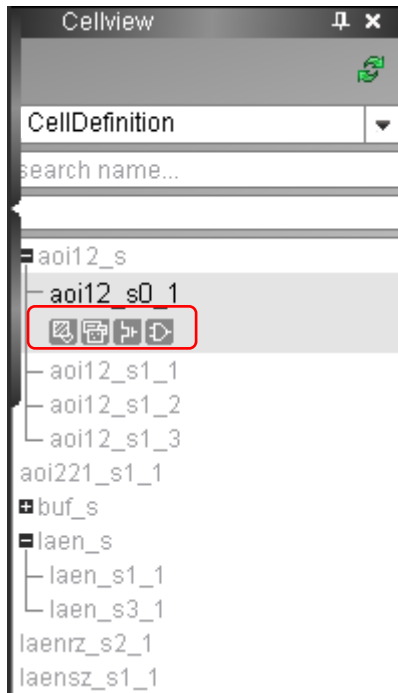 Cellview
CellDefinition
search name...
aoi12_s
aoi12_s0_1
aoi12_s1_1
aoi12_s1_2
aoi12_s1_3
aoi221_s1_1
buf_s
laen_s
laen_s1_1
laen_s3_1
laenrz_s2_1
laensz_s1_1